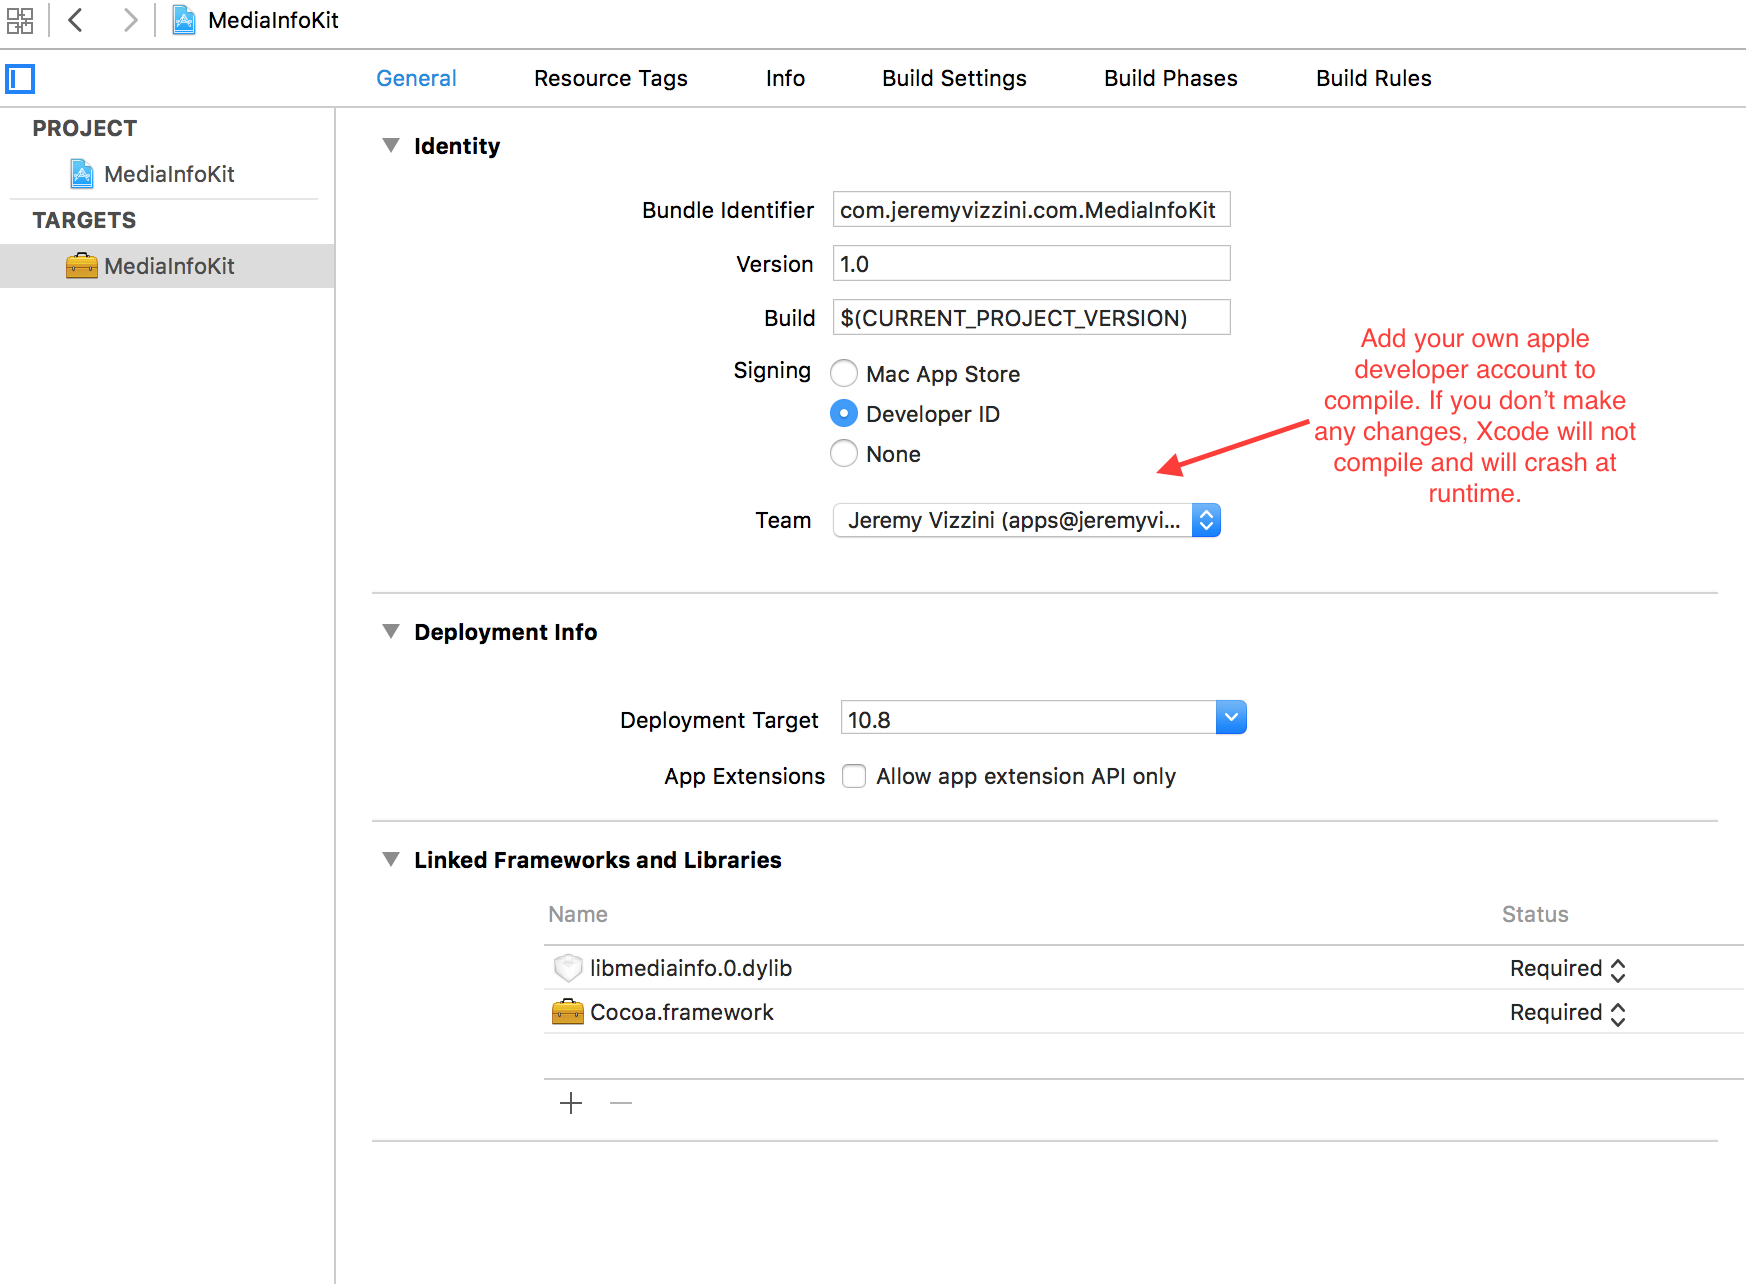 MediaInfoKit
General Resource Tags Info Build Settings Build Phases Build Rules
PROJECT
MediaInfoKit
TARGETS
MediaInfoKit
Identity
Bundle Identifier com.jeremyvizzini.com.MediaInfoKit
Version 1.0
Build $(CURRENT_PROJECT_VERSION)
Signing Mac App Store
Developer ID
None
Team Jeremy Vizzini (apps@jeremyvi...
Add your own apple
developer account to
compile. If you don't make
any changes, Xcode will not
compile and will crash at
runtime.
Deployment Info
Deployment Target 10.8
App Extensions Allow app extension API only
Linked Frameworks and Libraries
Name Status
libmediainfo.0.dylib Required
Cocoa.framework Required